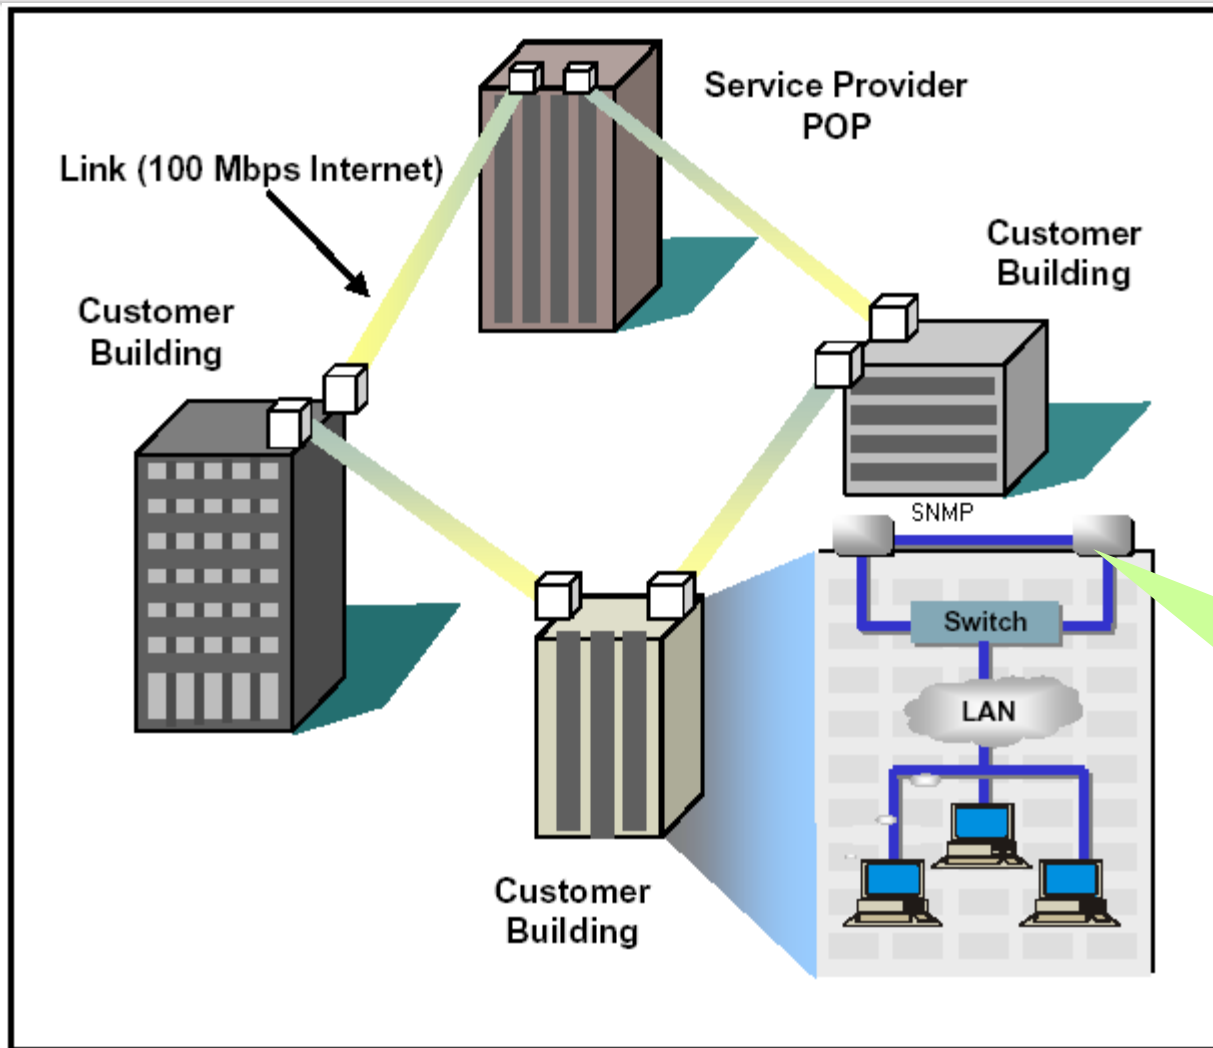 Service Provider
POP
Link (100 Mbps Internet)
Customer
Building
Customer
Building
SNMP
Switch
LAN
Customer
Building